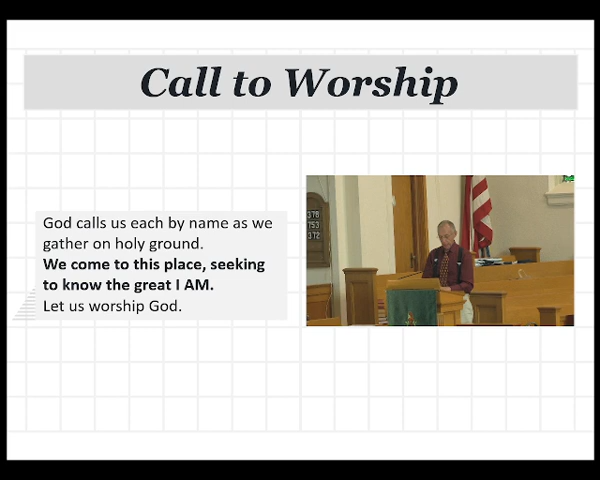 Call to Worship
God calls us each by name as we
gather on holy ground.
We come to this place, seeking
to know the great I AM.
Let us worship God.
378
753
372